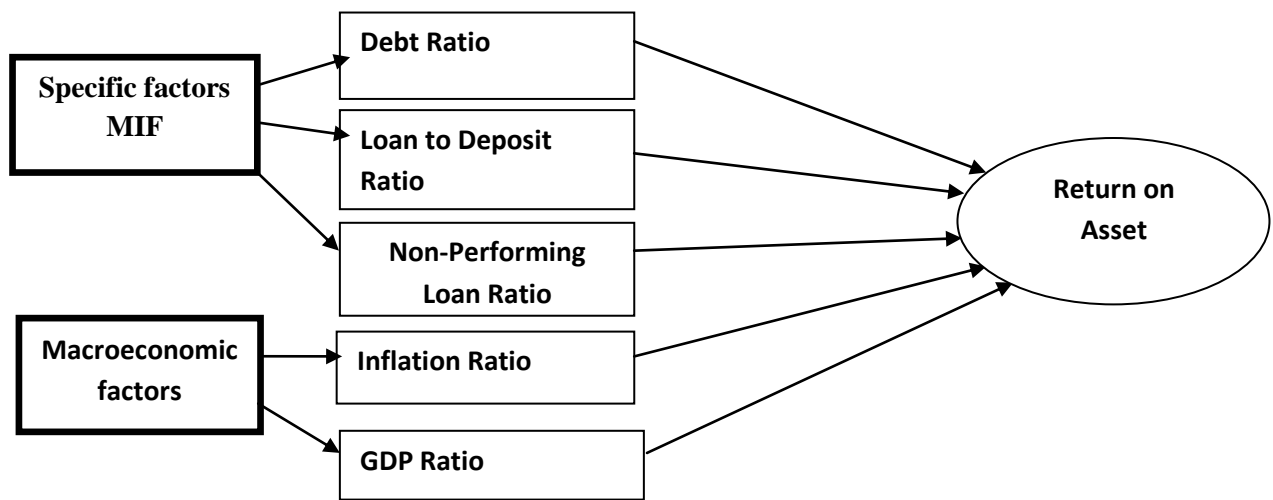 Specific factors
MIF
Macroeconomic
factors
Debt Ratio
Loan to Deposit
Ratio
Non-Performing
Loan Ratio
Inflation Ratio
GDP Ratio
Return on
Asset